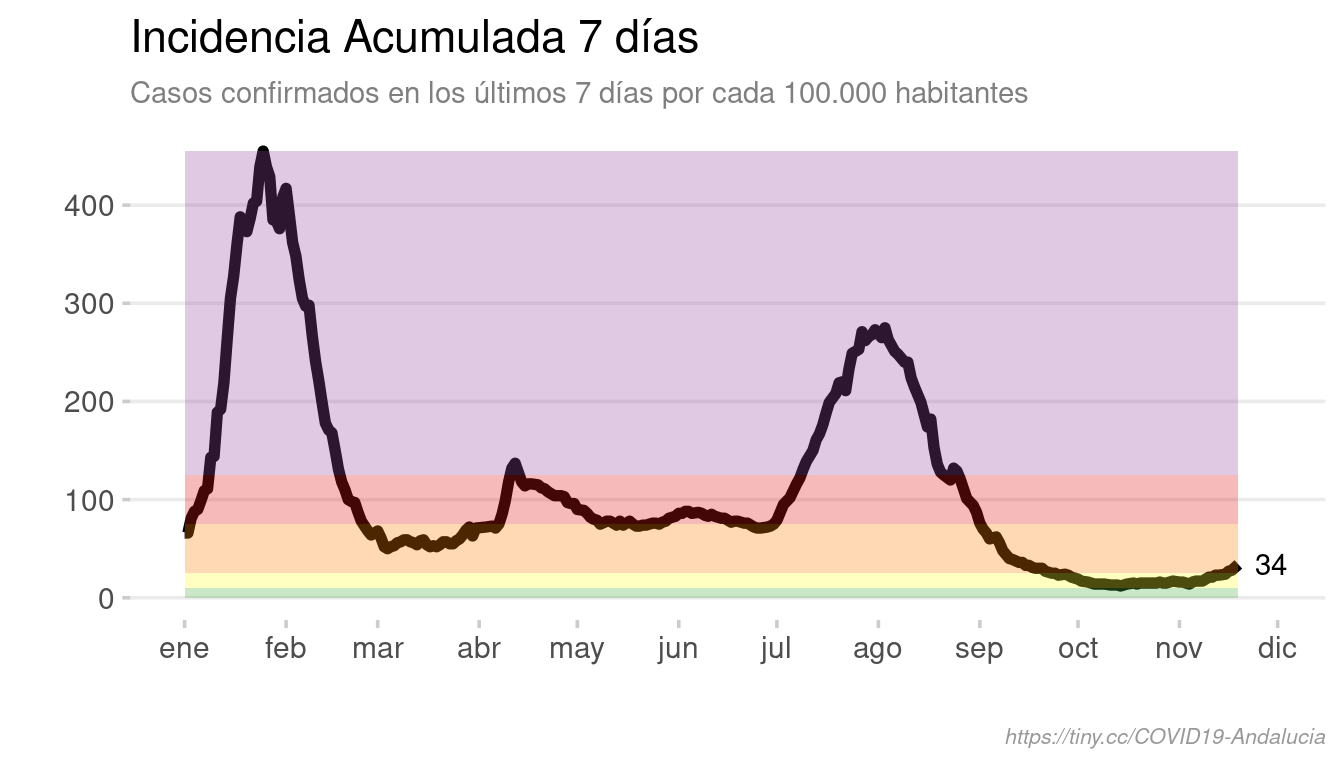 Incidencia Acumulada 7 días
Casos confirmados en los últimos 7 días por cada 100.000 habitantes
400
300
200
100
0
34
ene feb mar abr may jun jul ago sep oct nov dic
https://tiny.cc/COVID19-Andalucia